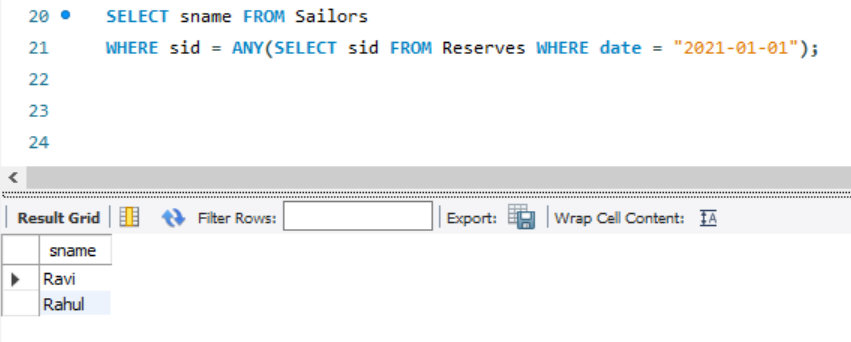 20 SELECT sname FROM Sailors
21 WHERE sid = ANY(SELECT sid FROM Reserves WHERE date = "2021-01-01");
22
23
24
Result Grid Filter Rows: Export: Wrap Cell Content: IA
sname
Ravi
Rahul